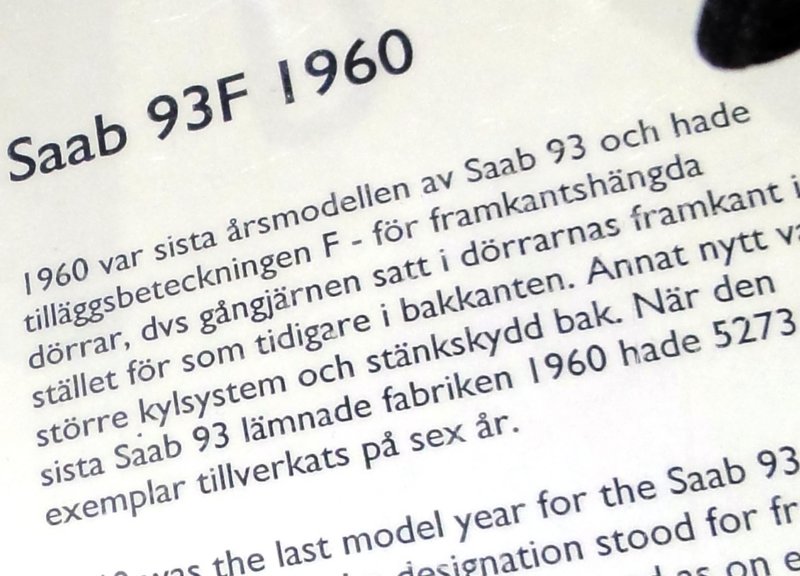 Saab 93F 1960
1960 var sista årsmodellen av Saab 93 och hade
tilläggsbeteckningen F - för framkantshängda
dörrar, dvs gångjärnen satt i dörrarnas framkant i
stället för som tidigare i bakkanten. Annat nytt
större kylsystem och stänkskydd bak. När den
sista Saab 93 lämnade fabriken 1960 hade 5273
exemplar tillverkats på sex år.
was the last model year for the Saab 93
designation stood for
as on